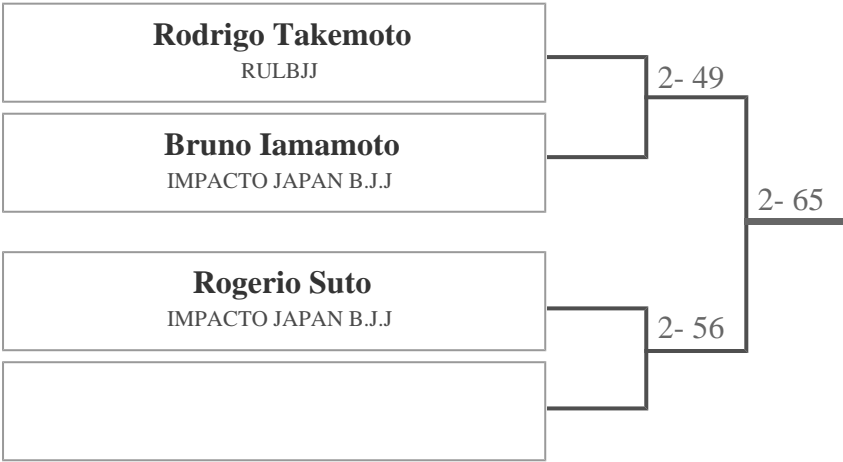 Rodrigo Takemoto
RULBJJ
2- 49
Bruno Iamamoto
IMPACTO JAPAN B.J.J
2- 65
Rogerio Suto
IMPACTO JAPAN B.J.J
2- 56